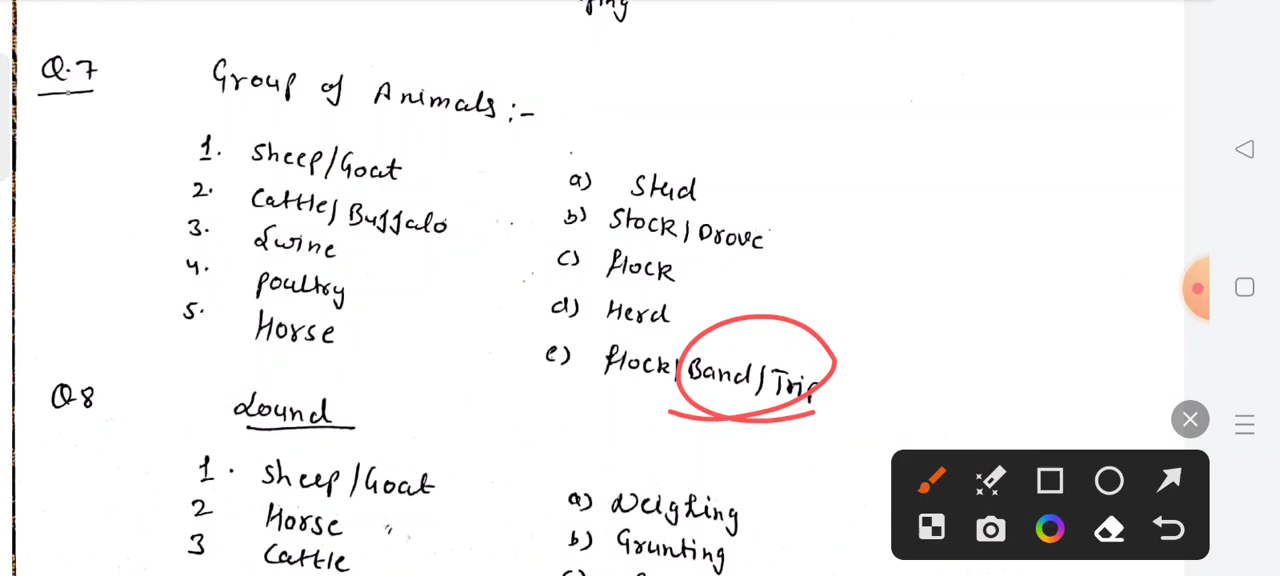 Q.7 Group of Animals :-
1. Sheep/Goat
a) Stud
2. Cattle/Buffalo
b) Stock/Drove
3. Swine
c) flock
4. Poultry
d) Herd
5. Horse
e) flock/Band/Trip
Q8 Sound
1. Sheep/Goat
a) Neighing
2 Horse
b) Grunting
3 Cattle